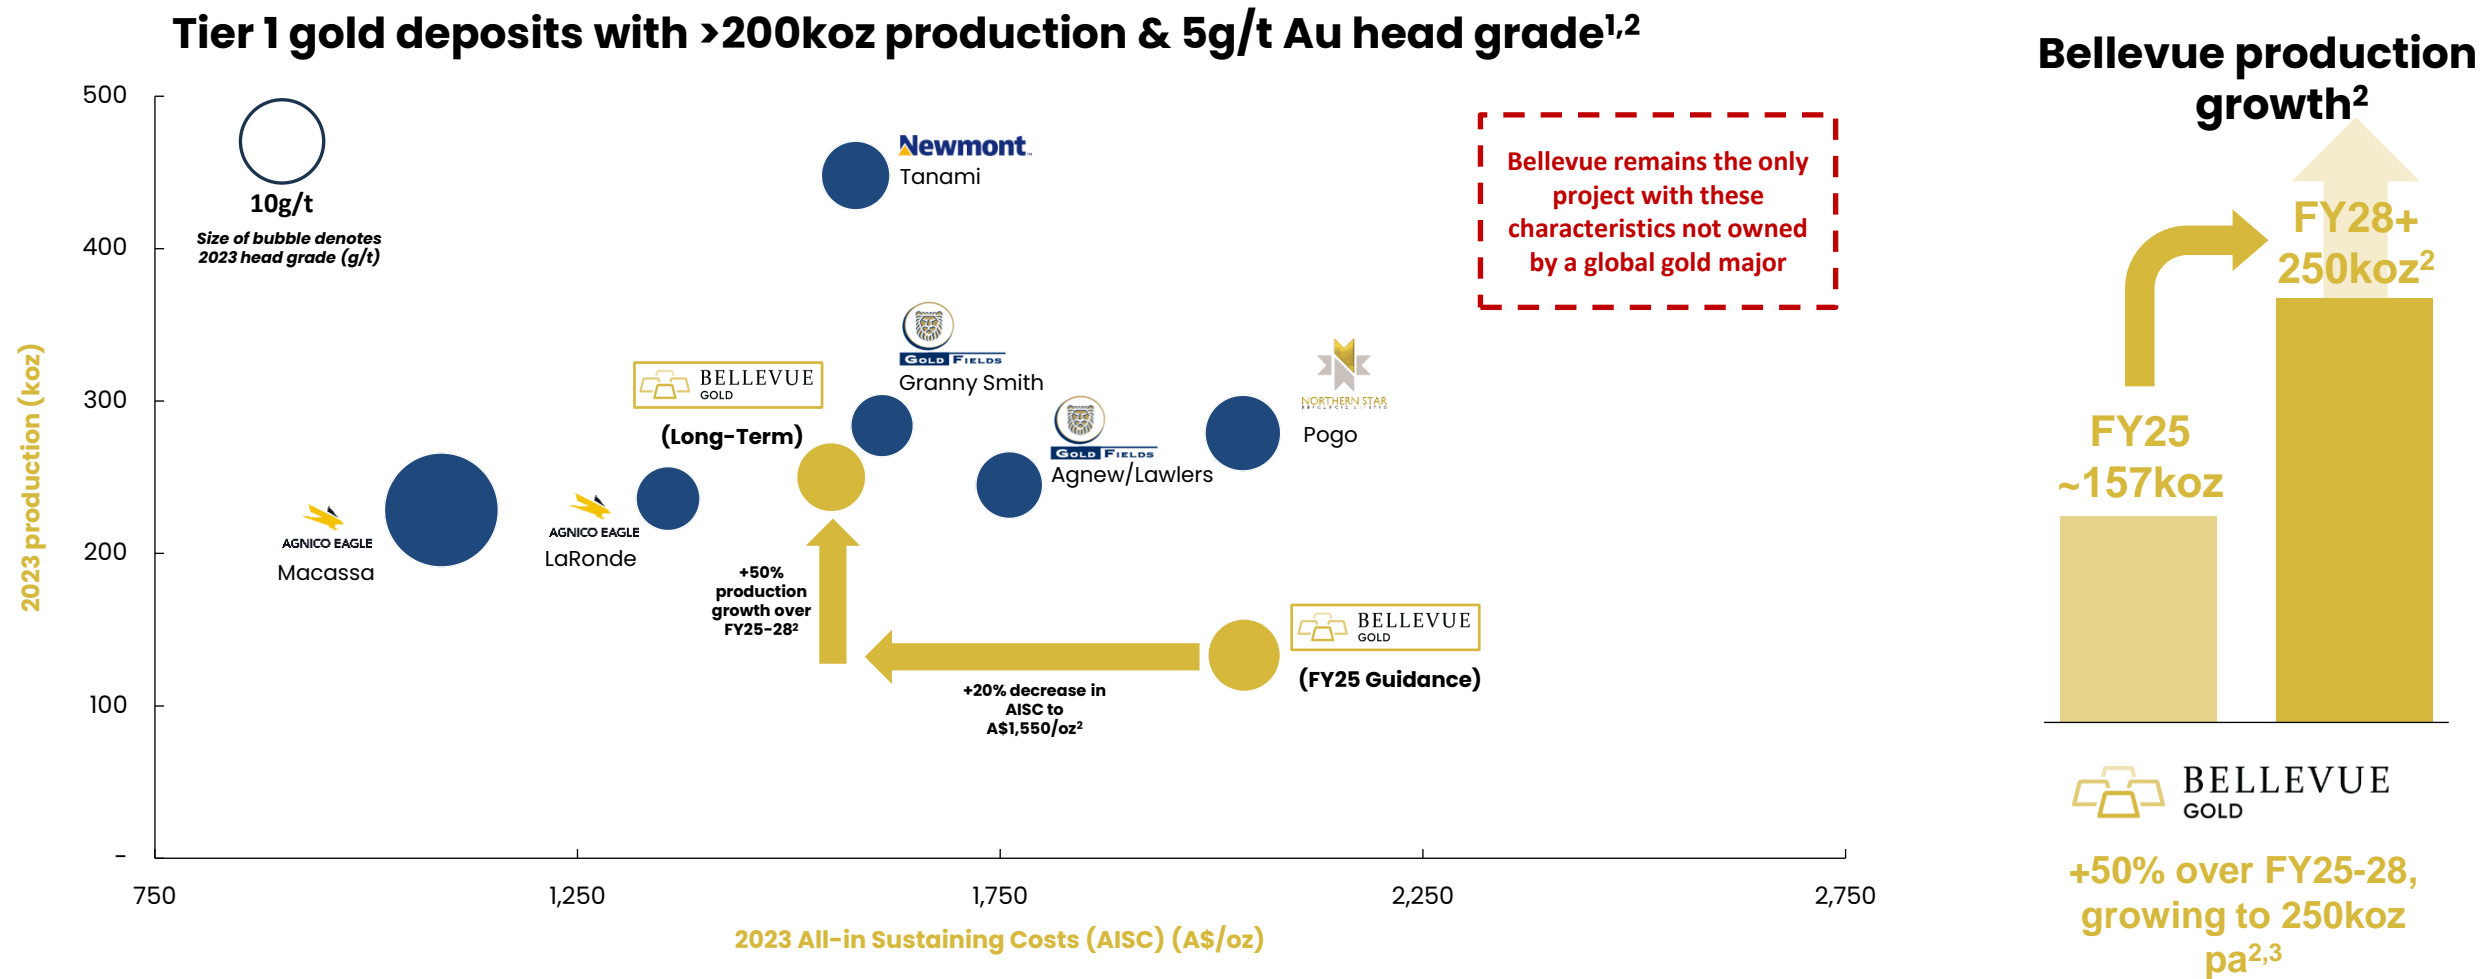 Tier 1 gold deposits with >200koz production & 5g/t Au head grade1,2
500
400
300
200
100
–
2023 production (koz)
750
1,250
1,750
2,250
2,750
2023 All-in Sustaining Costs (AISC) (A$/oz)
10g/t
Size of bubble denotes
2023 head grade (g/t)
Newmont
Tanami
GOLD FIELDS
Granny Smith
BELLEVUE
GOLD
(Long-Term)
GOLD FIELDS
Agnew/Lawlers
NORTHERN STAR
RESOURCES LIMITED
Pogo
AGNICO EAGLE
Macassa
AGNICO EAGLE
LaRonde
+50%
production
growth over
FY25-28²
+20% decrease in
AISC to
A$1,550/oz²
BELLEVUE
GOLD
(FY25 Guidance)
Bellevue remains the only
project with these
characteristics not owned
by a global gold major
Bellevue production
growth²
FY28+
250koz²
FY25
~157koz
BELLEVUE
GOLD
+50% over FY25-28,
growing to 250koz
pa2,3